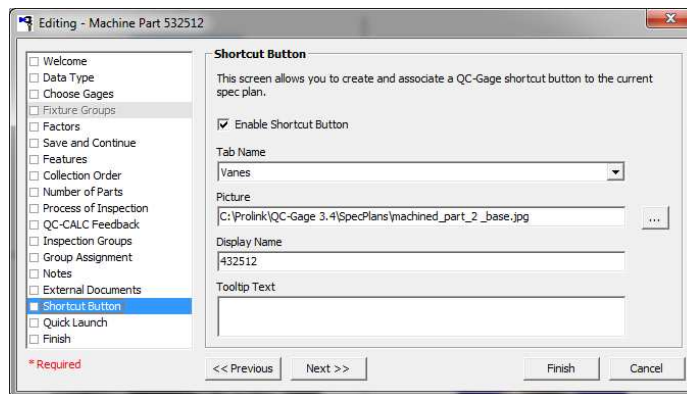 Editing - Machine Part 532512
Welcome
Data Type
Choose Gages
Fixture Groups
Factors
Save and Continue
Features
Collection Order
Number of Parts
Process of Inspection
QC-CALC Feedback
Inspection Groups
Group Assignment
Notes
External Documents
Shortcut Button
Quick Launch
Finish
* Required
Shortcut Button
This screen allows you to create and associate a QC-Gage shortcut button to the current
spec plan.
Enable Shortcut Button
Tab Name
Vanes
Picture
C:\Prolink\QC-Gage 3.4\SpecPlans\machined_part_2 _base.jpg
...
Display Name
432512
Tooltip Text
<< Previous
Next >>
Finish
Cancel